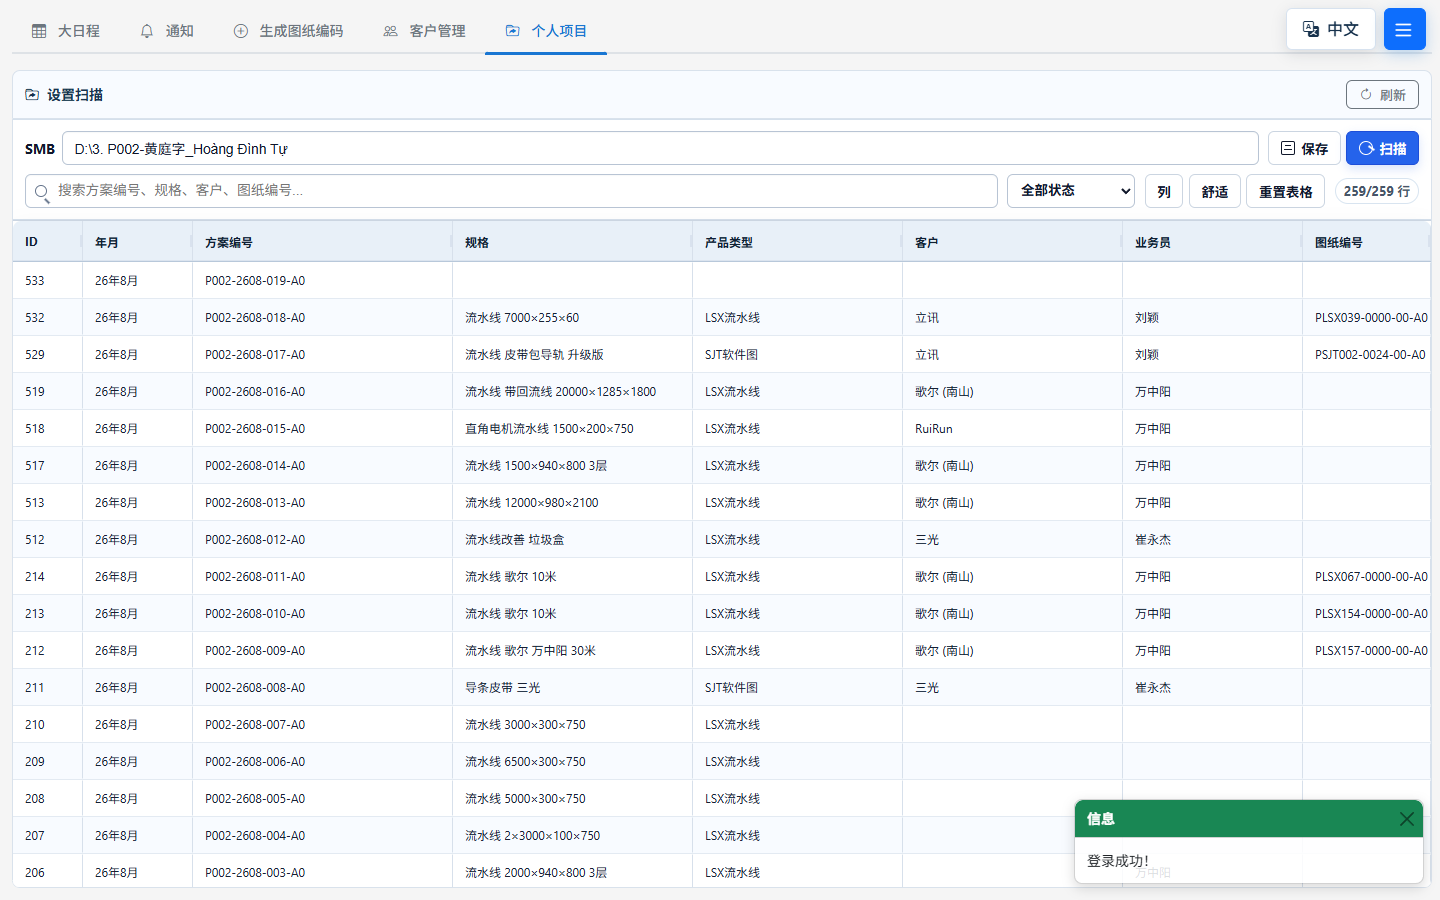 大日程 通知 生成图纸编码 客户管理 个人项目 中文
设置扫描 刷新
SMB D:\3. P002-黄庭字_Hoàng Đình Tự 保存 扫描
搜索方案编号、规格、客户、图纸编号... 全部状态 列 舒适 重置表格 259/259 行
ID 年月 方案编号 规格 产品类型 客户 业务员 图纸编号
533 26年8月 P002-2608-019-A0
532 26年8月 P002-2608-018-A0 流水线 7000×255×60 LSX流水线 立讯 刘颖 PLSX039-0000-00-A0
529 26年8月 P002-2608-017-A0 流水线 皮带包导轨 升级版 SJT软件图 立讯 刘颖 PSJT002-0024-00-A0
519 26年8月 P002-2608-016-A0 流水线 带回流线 20000×1285×1800 LSX流水线 歌尔 (南山) 万中阳
518 26年8月 P002-2608-015-A0 直角电机流水线 1500×200×750 LSX流水线 RuiRun 万中阳
517 26年8月 P002-2608-014-A0 流水线 1500×940×800 3层 LSX流水线 歌尔 (南山) 万中阳
513 26年8月 P002-2608-013-A0 流水线 12000×980×2100 LSX流水线 歌尔 (南山) 万中阳
512 26年8月 P002-2608-012-A0 流水线改善 垃圾盒 LSX流水线 三光 崔永杰
214 26年8月 P002-2608-011-A0 流水线 歌尔 10米 LSX流水线 歌尔 (南山) 万中阳 PLSX067-0000-00-A0
213 26年8月 P002-2608-010-A0 流水线 歌尔 10米 LSX流水线 歌尔 (南山) 万中阳 PLSX154-0000-00-A0
212 26年8月 P002-2608-009-A0 流水线 歌尔 万中阳 30米 LSX流水线 歌尔 (南山) 万中阳 PLSX157-0000-00-A0
211 26年8月 P002-2608-008-A0 导条皮带 三光 SJT软件图 三光 崔永杰
210 26年8月 P002-2608-007-A0 流水线 3000×300×750 LSX流水线
209 26年8月 P002-2608-006-A0 流水线 6500×300×750 LSX流水线
208 26年8月 P002-2608-005-A0 流水线 5000×300×750 LSX流水线
207 26年8月 P002-2608-004-A0 流水线 2×3000×100×750 LSX流水线
206 26年8月 P002-2608-003-A0 流水线 2000×940×800 3层 LSX流水线 万中阳
信息
登录成功!